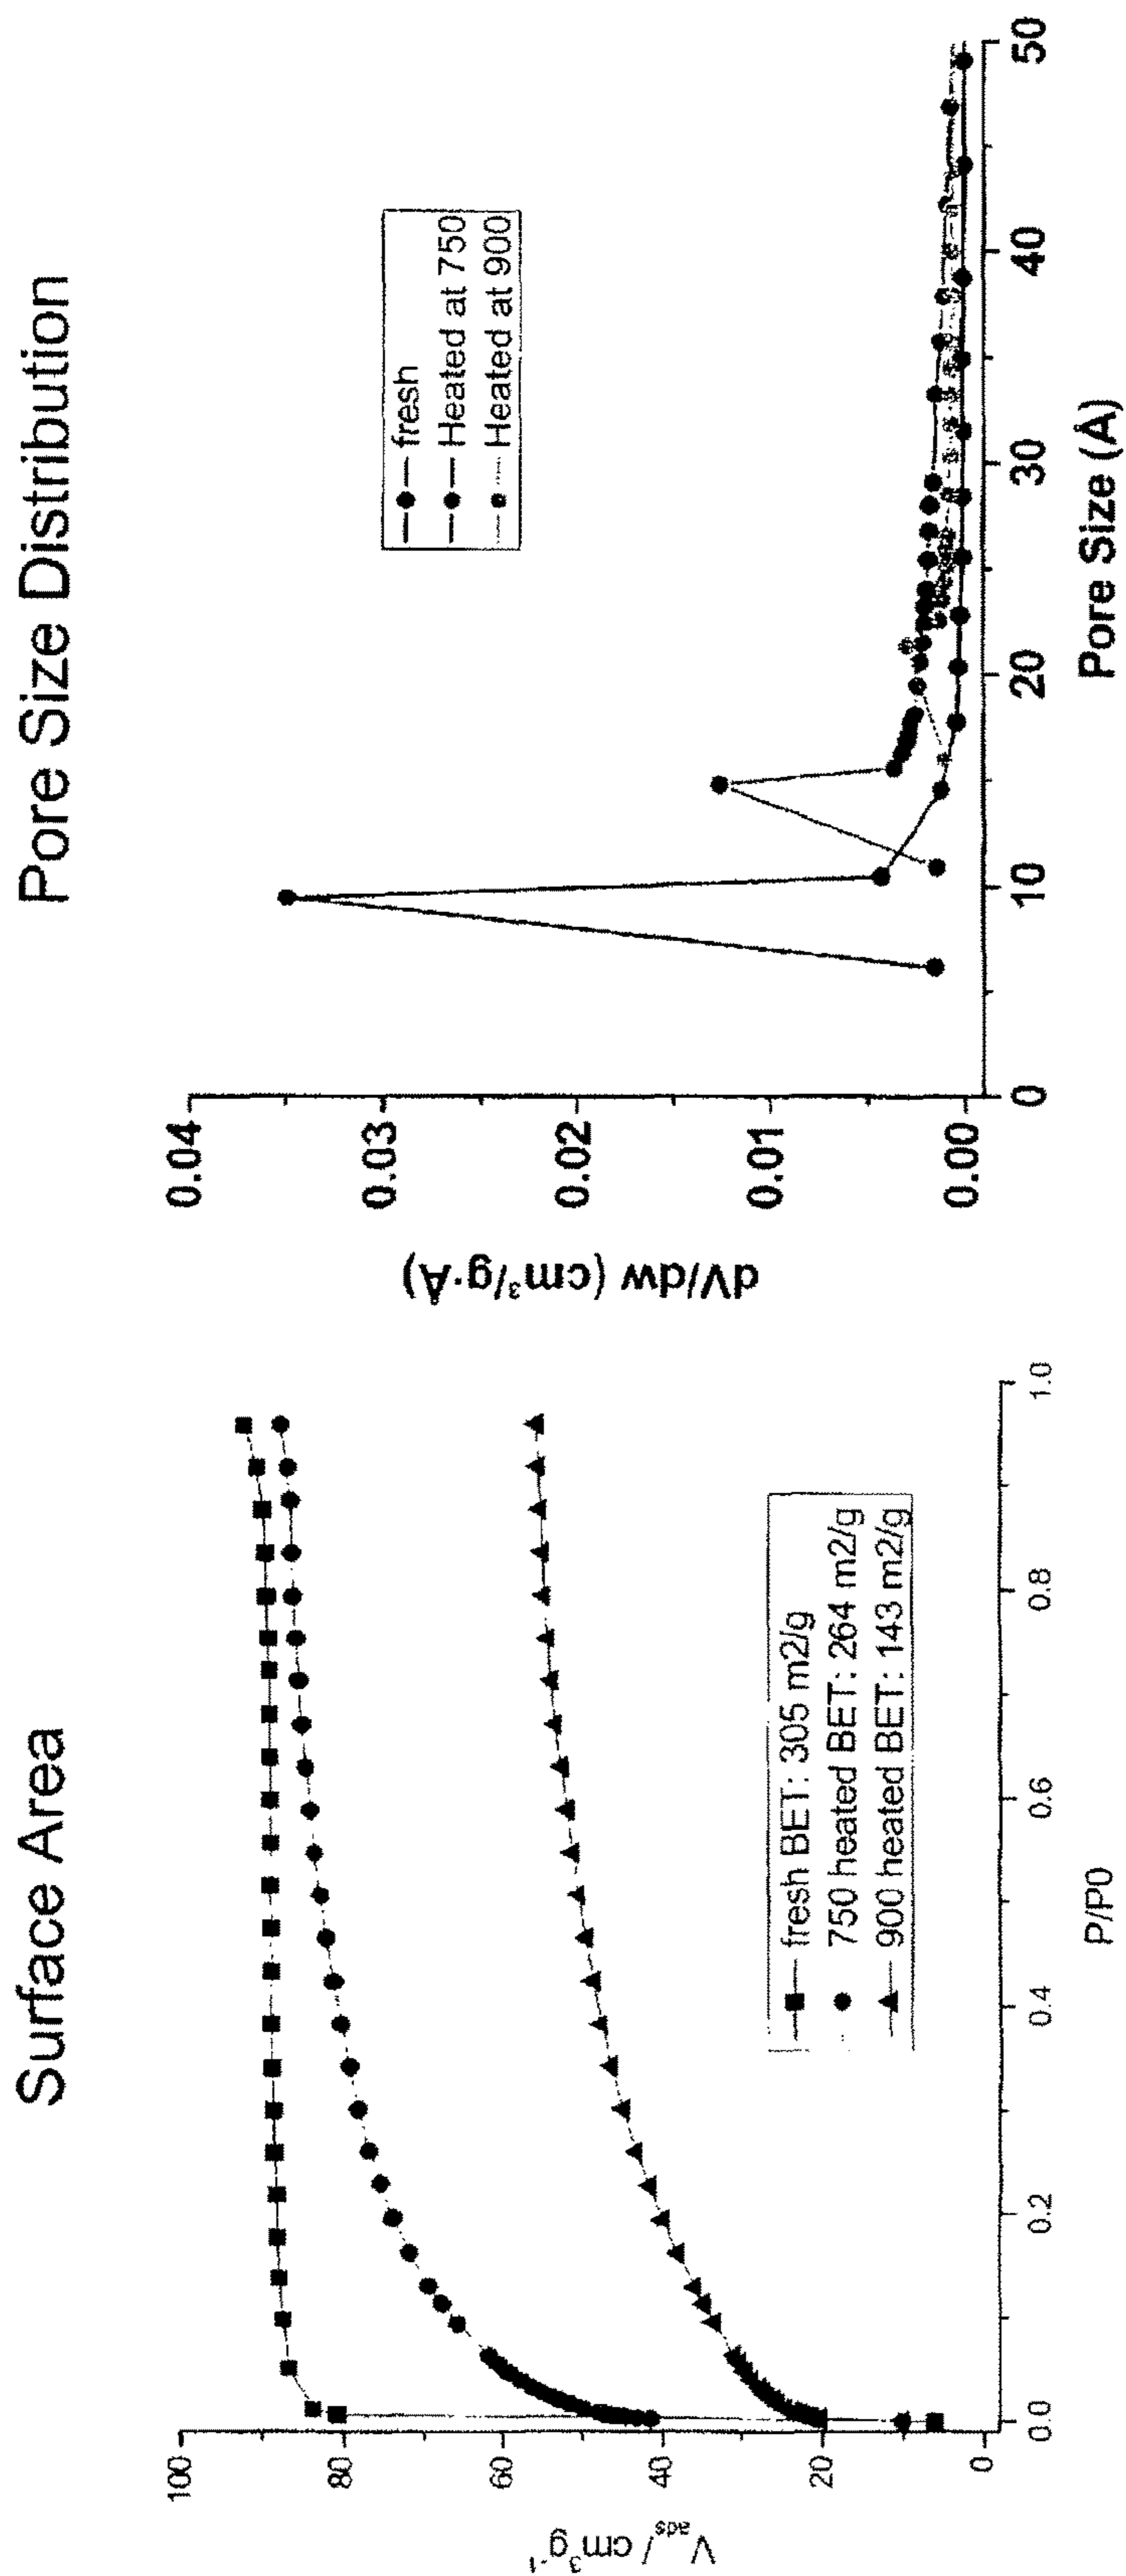 Surface Area
100
80
60
40
20
0
V_ads / cm³g⁻¹
0.0
0.2
0.4
0.6
0.8
1.0
P/P0
fresh BET: 305 m2/g
750 heated BET: 264 m2/g
900 heated BET: 143 m2/g
Pore Size Distribution
0.04
0.03
0.02
0.01
0.00
dV/dw (cm³/g·Å)
0
10
20
30
40
50
Pore Size (Å)
fresh
Heated at 750
Heated at 900